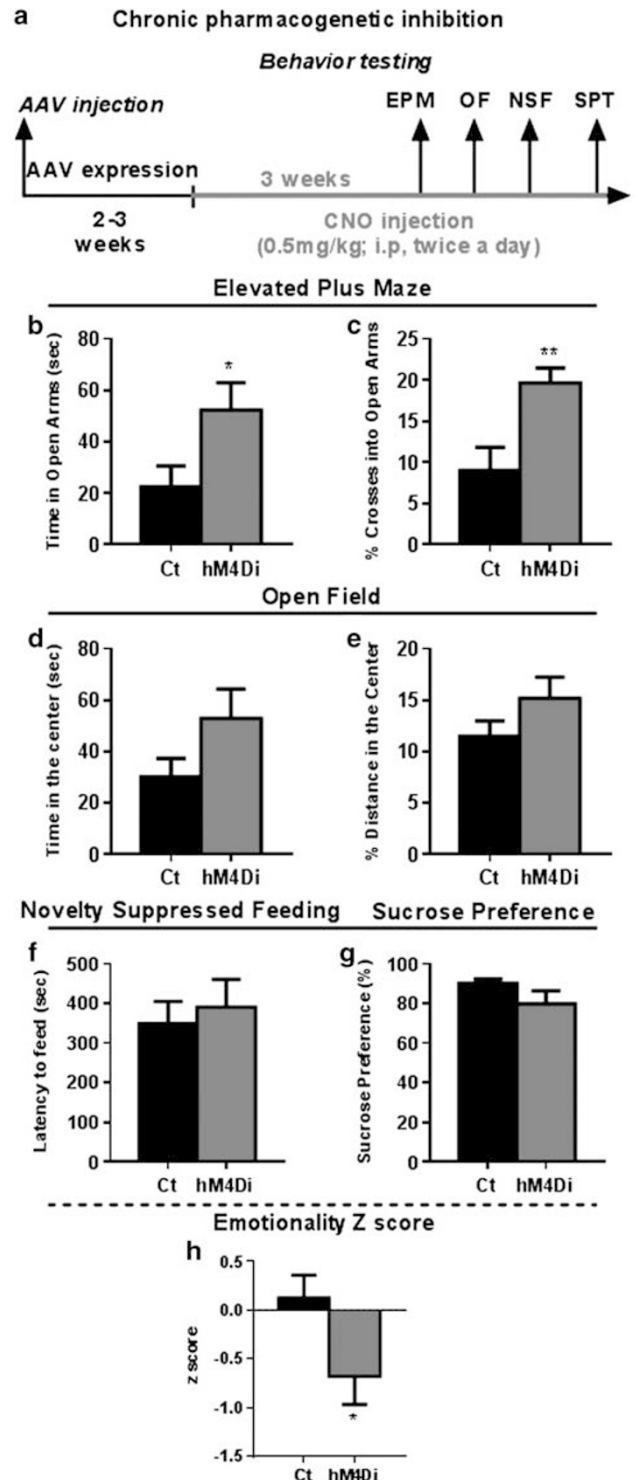 a
Chronic pharmacogenetic inhibition
Behavior testing
AAV injection
EPM OF NSF SPT
AAV expression
3 weeks
2-3
weeks
CNO injection
(0.5mg/kg; i.p, twice a day)
Elevated Plus Maze
b
Time in Open Arms (sec)
80
60
40
20
0
*
Ct hM4Di
c
% Crosses into Open Arms
25
20
15
10
5
0
**
Ct hM4Di
Open Field
d
Time in the center (sec)
80
60
40
20
0
Ct hM4Di
e
% Distance in the Center
20
15
10
5
0
Ct hM4Di
Novelty Suppressed Feeding
f
Latency to feed (sec)
500
400
300
200
100
0
Ct hM4Di
Sucrose Preference
g
Sucrose Preference (%)
100
80
60
40
20
0
Ct hM4Di
Emotionality Z score
h
z score
0.5
0.0
-0.5
-1.0
-1.5
*
Ct hM4Di